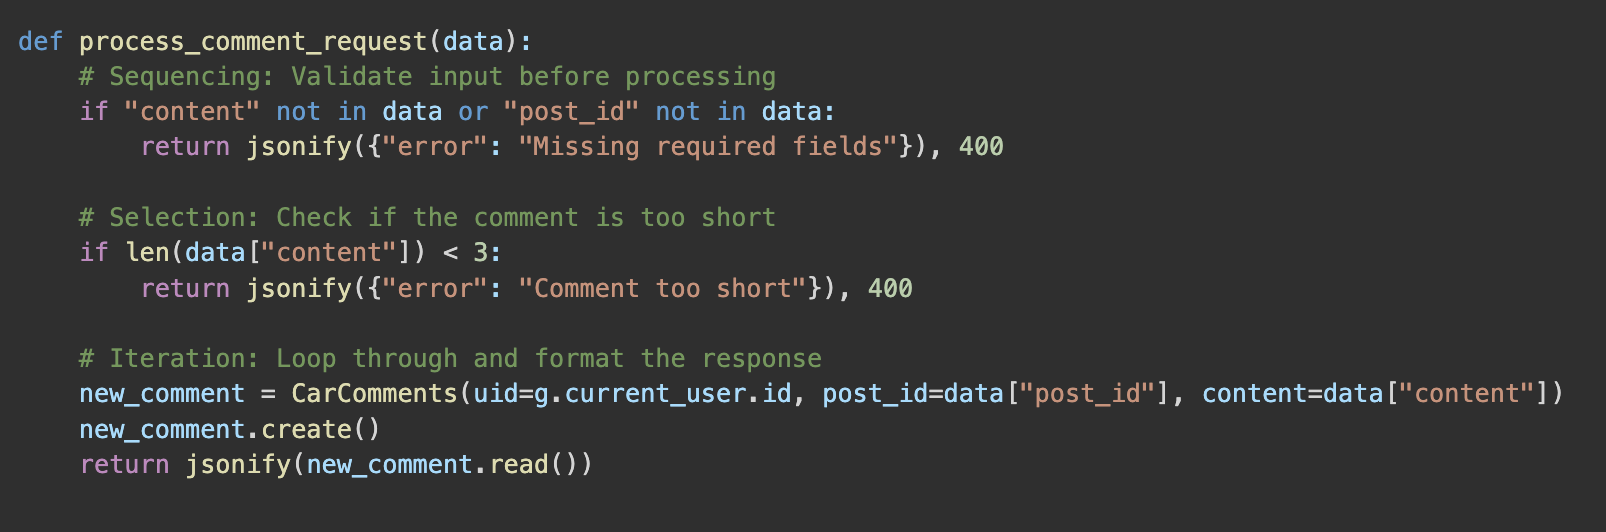 def process_comment_request(data):
    # Sequencing: Validate input before processing
    if "content" not in data or "post_id" not in data:
        return jsonify({"error": "Missing required fields"}), 400

    # Selection: Check if the comment is too short
    if len(data["content"]) < 3:
        return jsonify({"error": "Comment too short"}), 400

    # Iteration: Loop through and format the response
    new_comment = CarComments(uid=g.current_user.id, post_id=data["post_id"], content=data["content"])
    new_comment.create()
    return jsonify(new_comment.read())